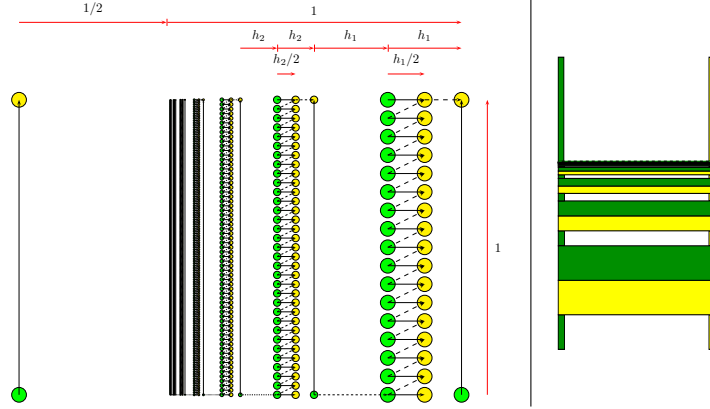 1/2 1
h₂ h₂ h₁ h₁
h₂/2 h₁/2
1